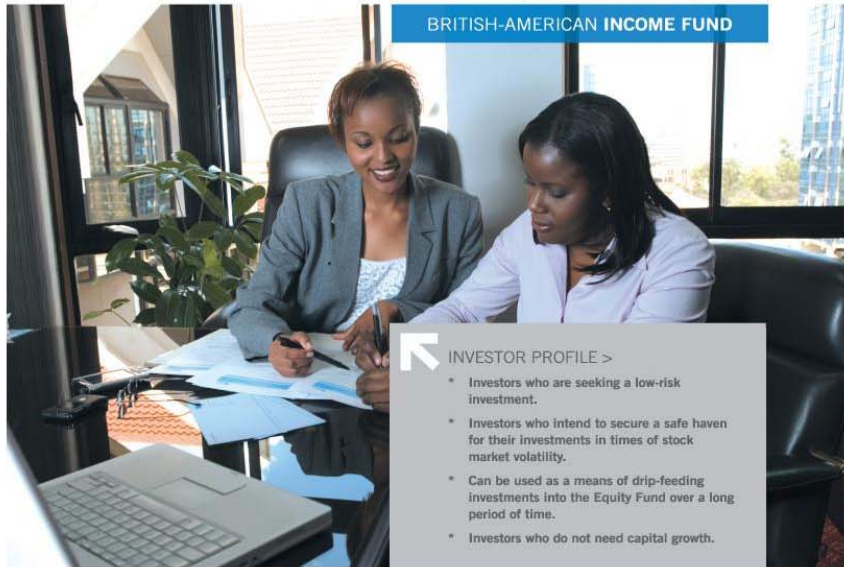 BRITISH-AMERICAN INCOME FUND
INVESTOR PROFILE >
* Investors who are seeking a low-risk
investment.
* Investors who intend to secure a safe haven
for their investments in times of stock
market volatility.
* Can be used as a means of drip-feeding
investments into the Equity Fund over a long
period of time.
* Investors who do not need capital growth.